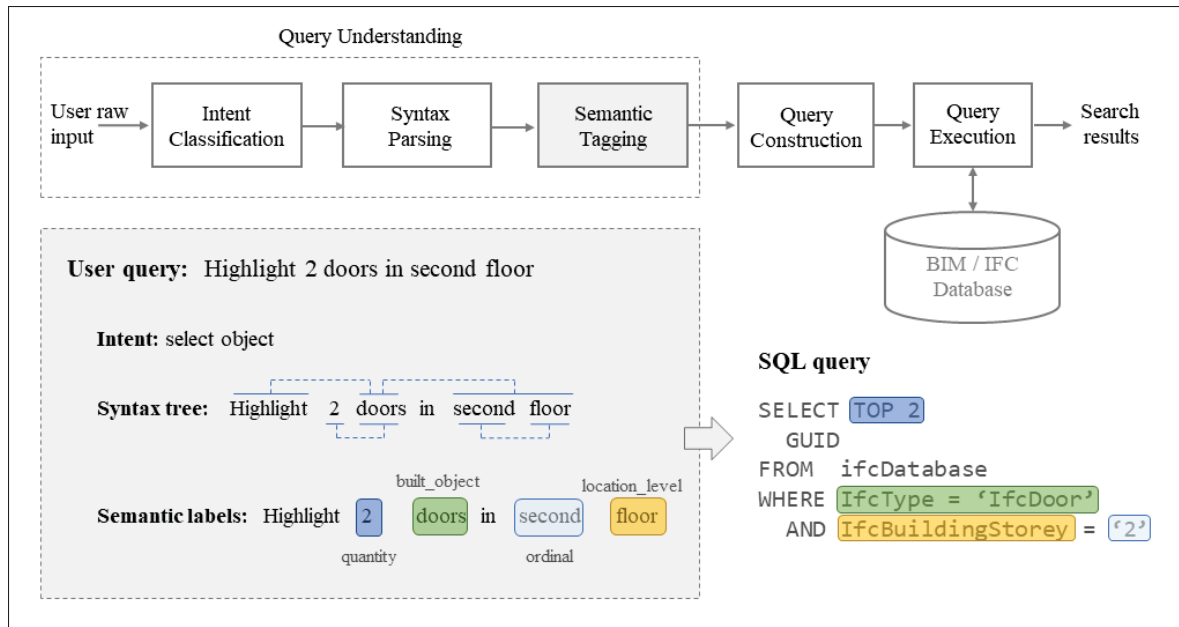 Query Understanding
User raw
input
Intent
Classification
Syntax
Parsing
Semantic
Tagging
Query
Construction
Query
Execution
Search
results
BIM / IFC
Database
User query: Highlight 2 doors in second floor
Intent: select object
Syntax tree: Highlight 2 doors in second floor
built_object location_level
Semantic labels: Highlight 2 doors in second floor
quantity ordinal
SQL query
SELECT TOP 2
GUID
FROM ifcDatabase
WHERE IfcType = ‘IfcDoor’
AND IfcBuildingStorey = ‘2’